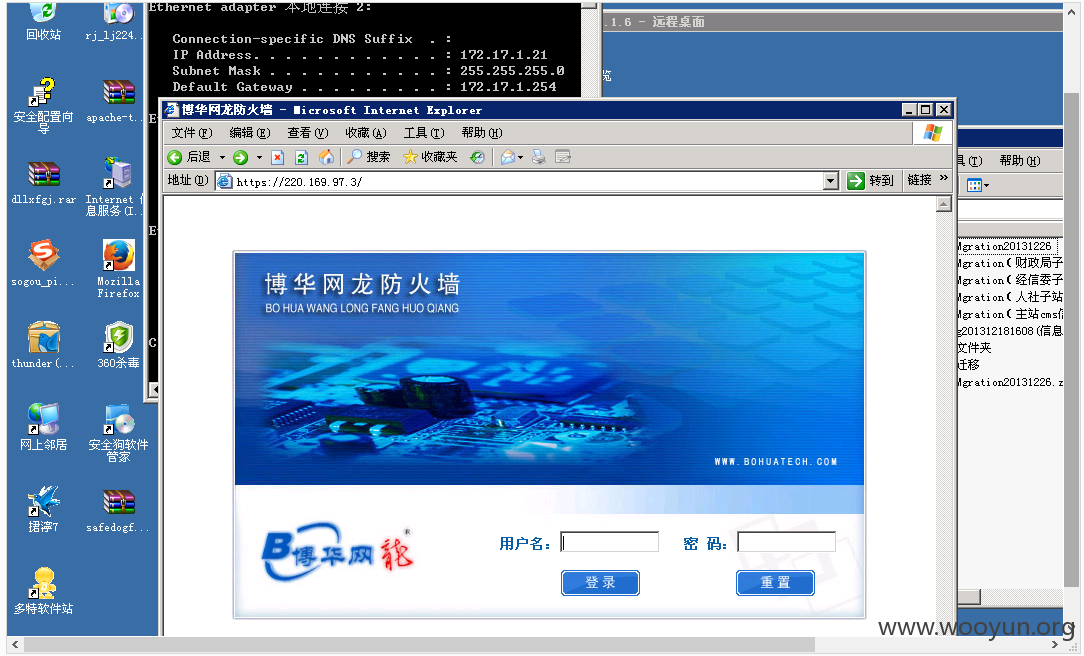 Ethernet adapter 本地连接 2:
Connection-specific DNS Suffix . :
IP Address. . . . . . . . . . . . : 172.17.1.21
Subnet Mask . . . . . . . . . . . : 255.255.255.0
Default Gateway . . . . . . . . . : 172.17.1.254
.1.6 - 远程桌面
览
回收站
rj_lj224..
安全配置向导
apache-t..
dllxfgj.rar
Internet 信息服务(I..
sogou_pi...
Mozilla Firefox
thunder(...
360杀毒
网上邻居
安全狗软件管家
safedogf...
多特软件站
博华网龙防火墙 - Microsoft Internet Explorer
文件(F) 编辑(E) 查看(V) 收藏(A) 工具(T) 帮助(H)
后退 搜索 收藏夹
地址(D) https://220.169.97.3/ 转到 链接 »
博华网龙防火墙
BO HUA WANG LONG FANG HUO QIANG
WWW.BOHUATECH.COM
B博华网龙®
用户名: 密 码:
登 录 重 置
具(T) 帮助(H)
Mgration20131226
Mgration(财政局子
Mgration(经信委子
Mgration(人社子站
Mgration(主站cms信
g201312181608(信息
文件夹
迁移
Mgration20131226.z
www.wooyun.org